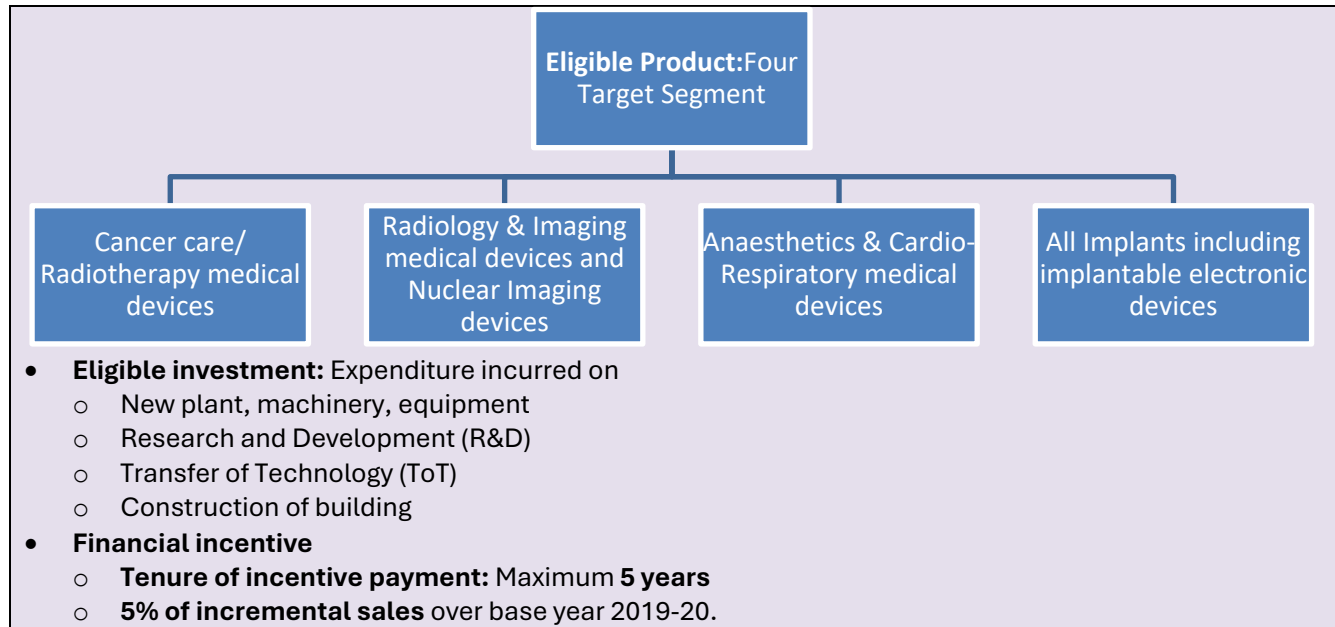 Eligible Product:Four
Target Segment
Cancer care/
Radiotherapy medical
devices
Radiology & Imaging
medical devices and
Nuclear Imaging
devices
Anaesthetics & Cardio-
Respiratory medical
devices
All Implants including
implantable electronic
devices
• Eligible investment: Expenditure incurred on
o New plant, machinery, equipment
o Research and Development (R&D)
o Transfer of Technology (ToT)
o Construction of building
• Financial incentive
o Tenure of incentive payment: Maximum 5 years
o 5% of incremental sales over base year 2019-20.